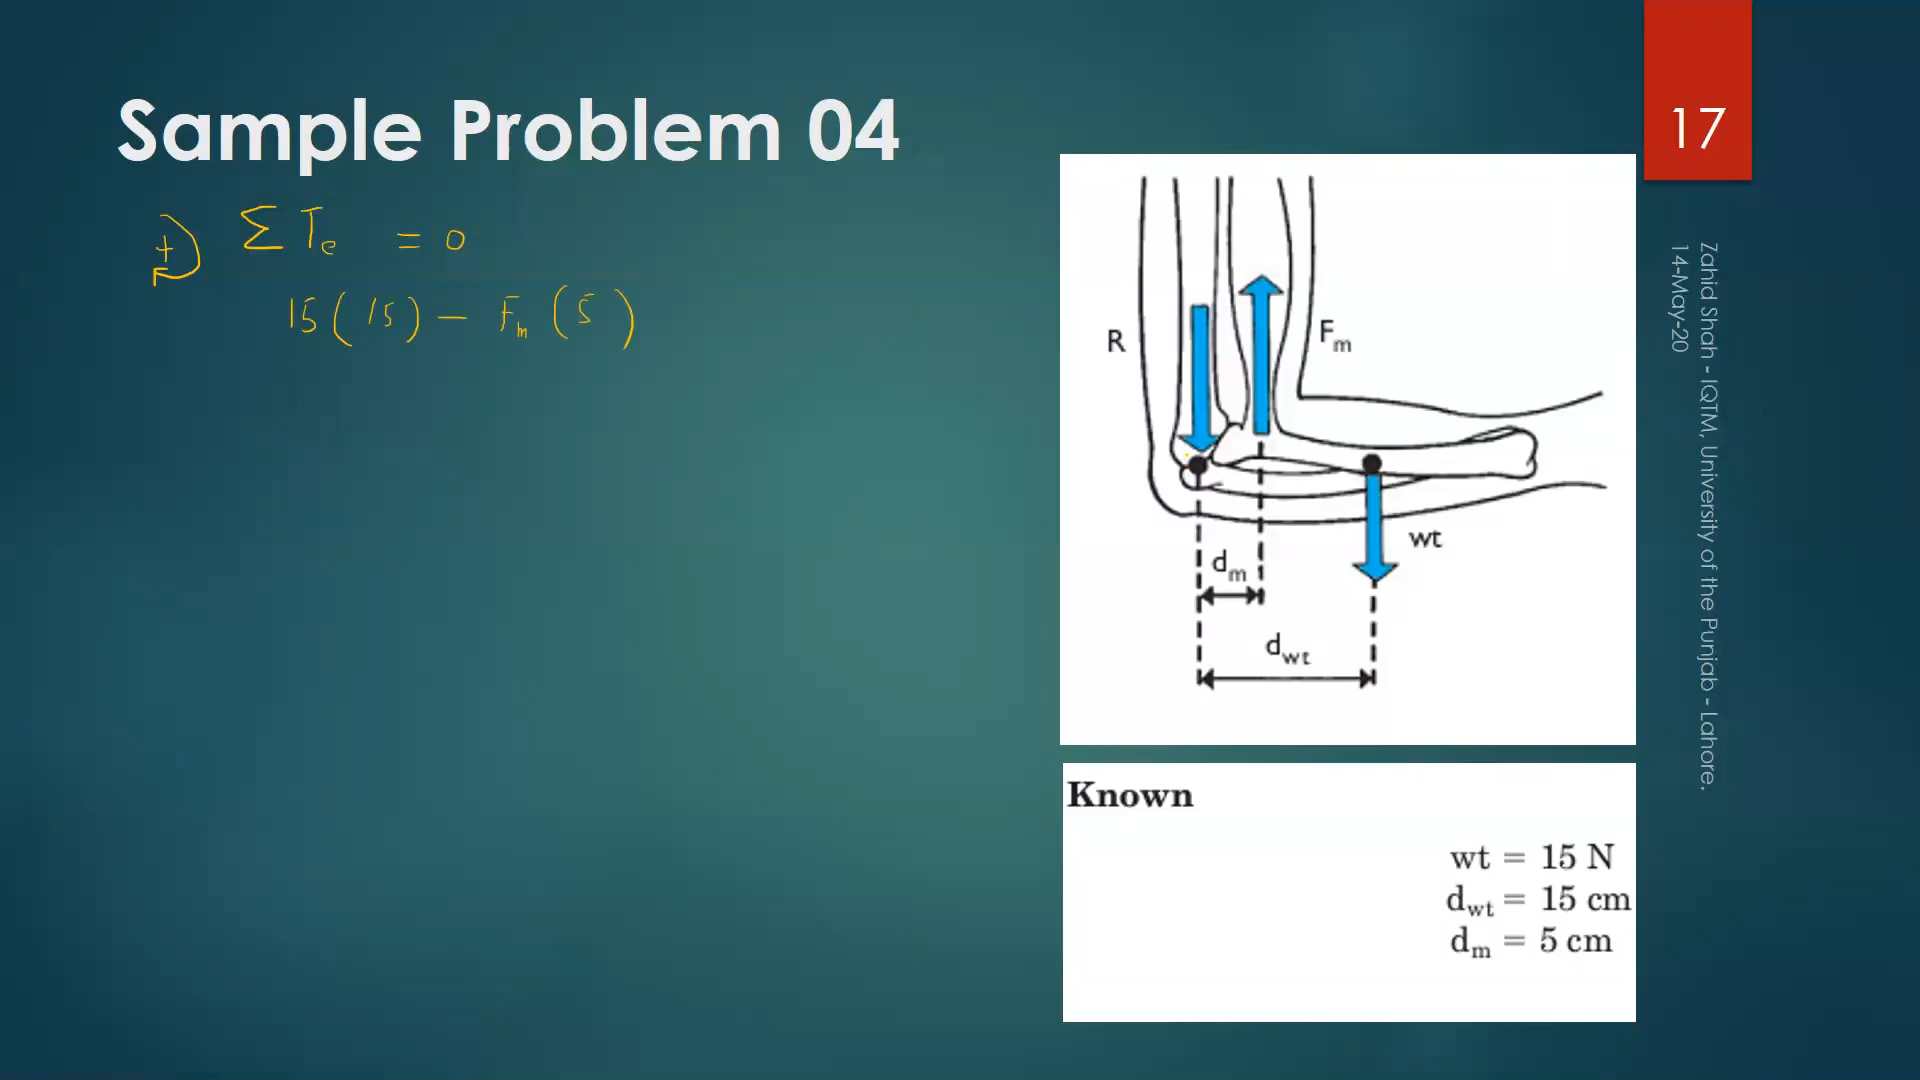 17
Sample Problem 04
+ Σ Te = 0
15(15) - Fm(5)
R
Fm
wt
dm
dwt
Known
wt = 15 N
dwt = 15 cm
dm = 5 cm
Zahid Shah - IQTM, University of the Punjab - Lahore.
14-May-20